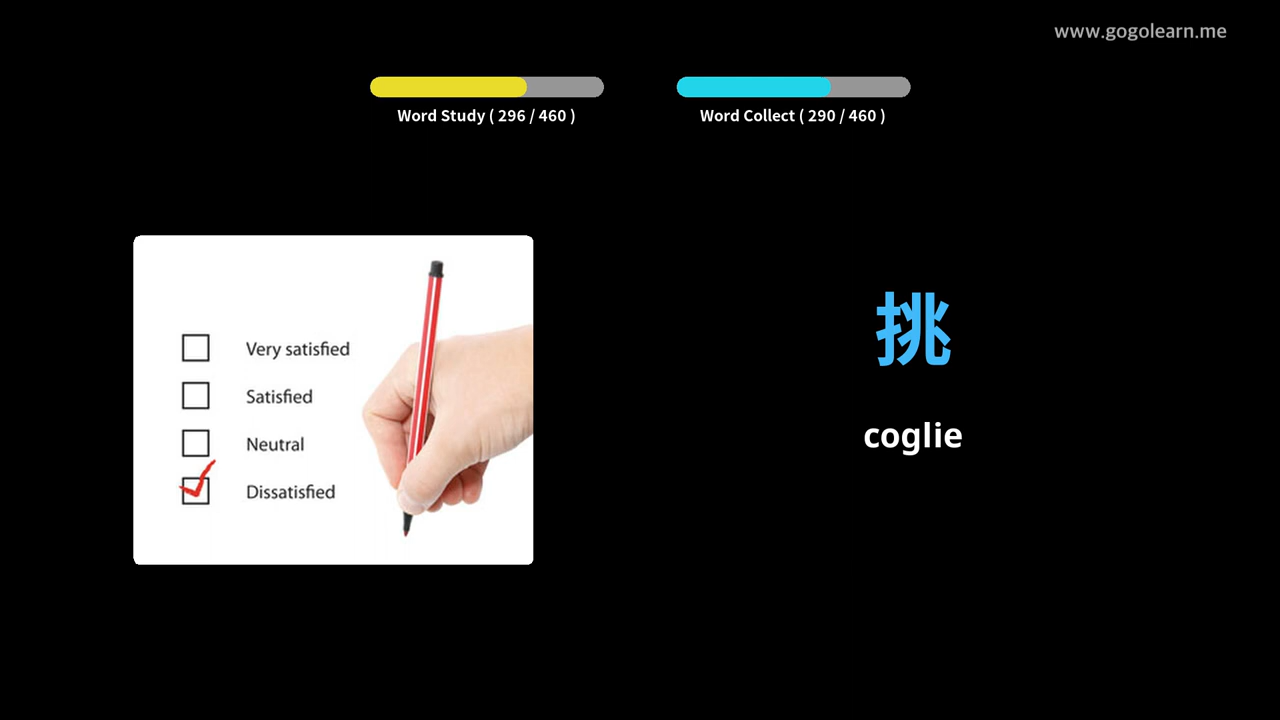 www.gogolearn.me
Word Study ( 296 / 460 )
Word Collect ( 290 / 460 )
Very satisfied
Satisfied
Neutral
Dissatisfied
挑
coglie